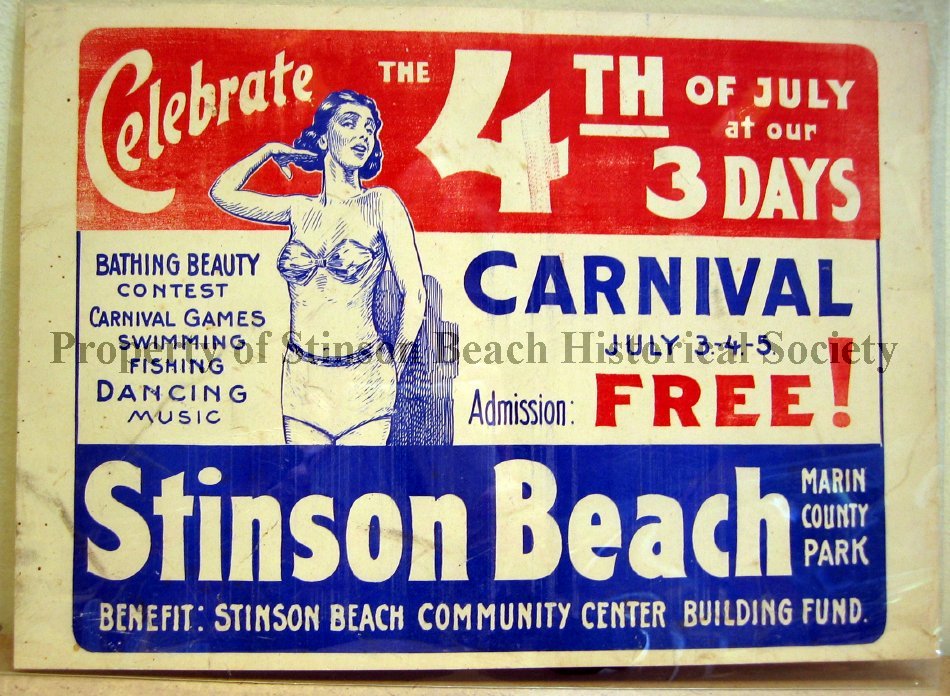 Celebrate THE 4TH OF JULY
at our
3 DAYS
CARNIVAL
JULY 3-4-5
Admission: FREE!
BATHING BEAUTY
CONTEST
CARNIVAL GAMES
SWIMMING
FISHING
DANCING
MUSIC
Property of Stinson Beach Historical Society
Stinson Beach
MARIN
COUNTY
PARK
BENEFIT: STINSON BEACH COMMUNITY CENTER BUILDING FUND.